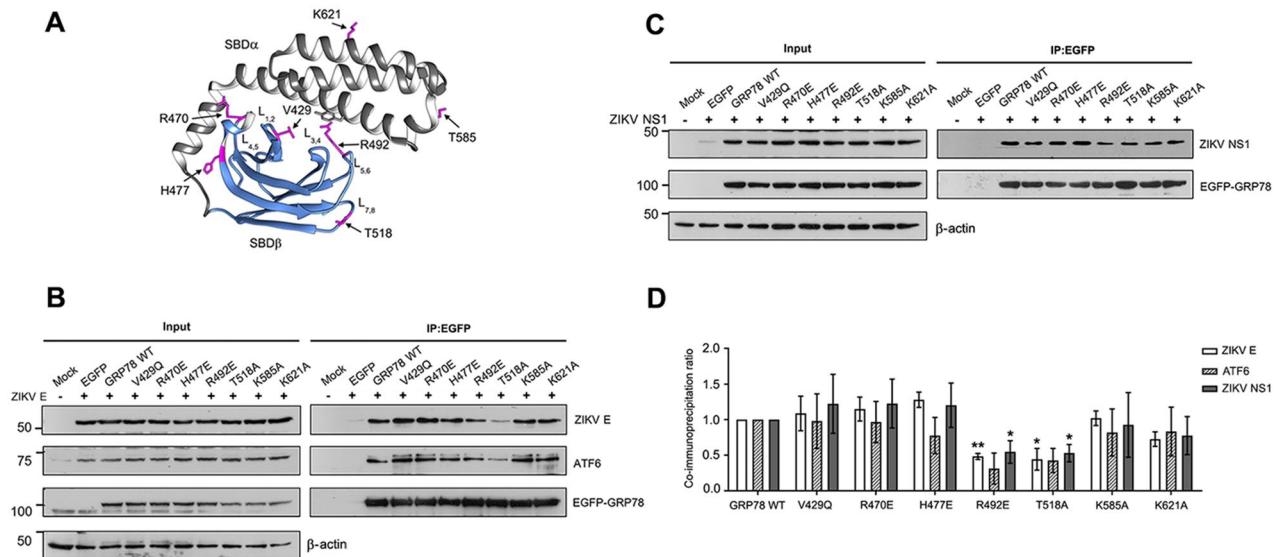 A
K621
SBDα
V429
R470
L1,2
L4,5
L3,4
R492
T585
L5,6
H477
L7,8
T518
SBDβ
B
Input
IP:EGFP
Mock EGFP GRP78 WT V429Q R470E H477E R492E T518A K585A K621A
Mock EGFP GRP78 WT V429Q R470E H477E R492E T518A K585A K621A
ZIKV E - + + + + + + + + + - + + + + + + + + +
50 ZIKV E
75 ATF6
100 EGFP-GRP78
50 β-actin
C
Input
IP:EGFP
Mock EGFP GRP78 WT V429Q R470E H477E R492E T518A K585A K621A
Mock EGFP GRP78 WT V429Q R470E H477E R492E T518A K585A K621A
ZIKV NS1 - + + + + + + + + + - + + + + + + + + +
50 ZIKV NS1
100 EGFP-GRP78
50 β-actin
D
Co-immunoprecipitation ratio
2.0
1.5
1.0
0.5
0.0
** * * *
GRP78 WT V429Q R470E H477E R492E T518A K585A K621A
ZIKV E
ATF6
ZIKV NS1